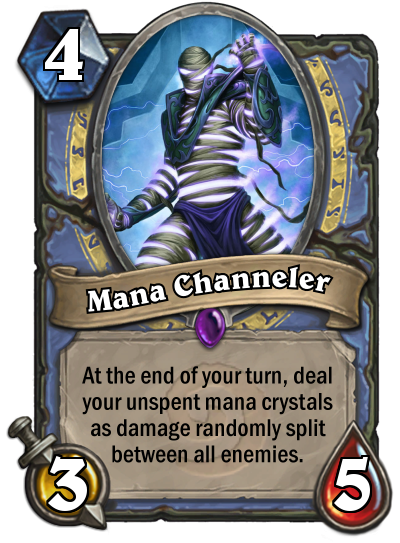 4
Mana Channeler
At the end of your turn, deal
your unspent mana crystals
as damage randomly split
between all enemies.
3 5